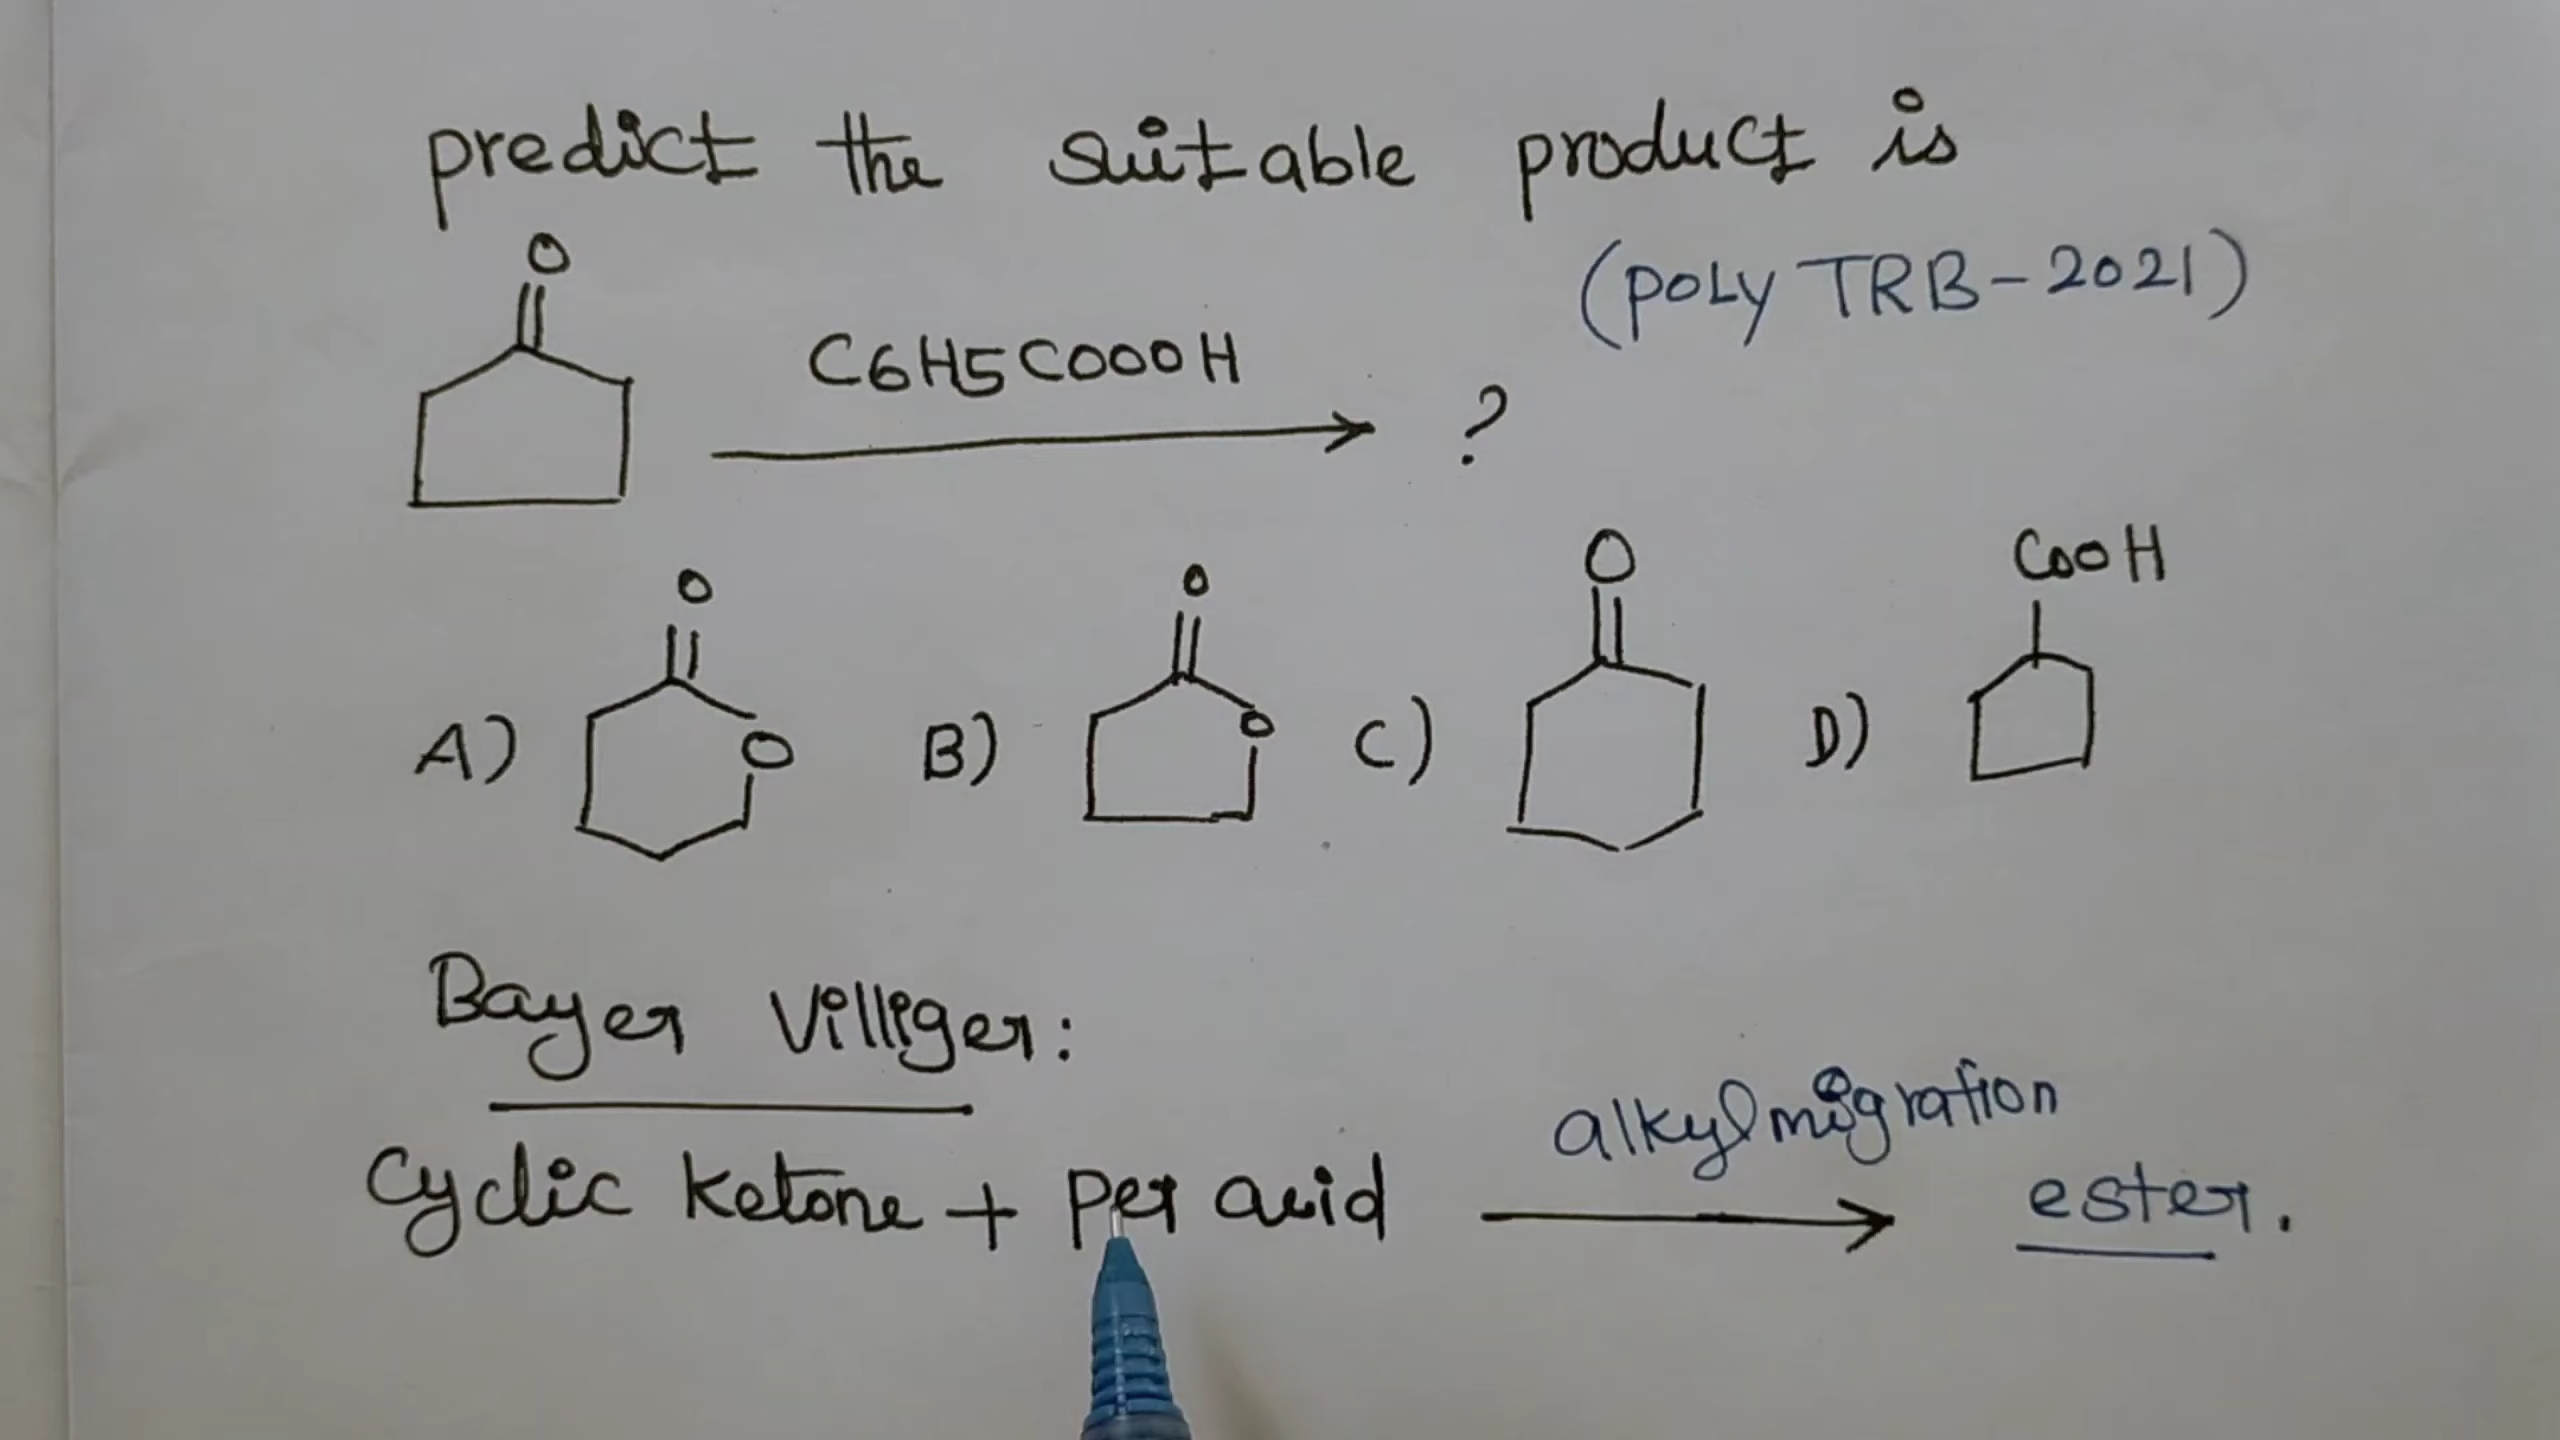 predict the suitable product is
(POLY TRB-2021)
O
C6H5COOOH
?
A) O O
B) O O
C) O
D) COOH
Bayer Villiger:
Cyclic Ketone + per acid
alkyl migration
ester.